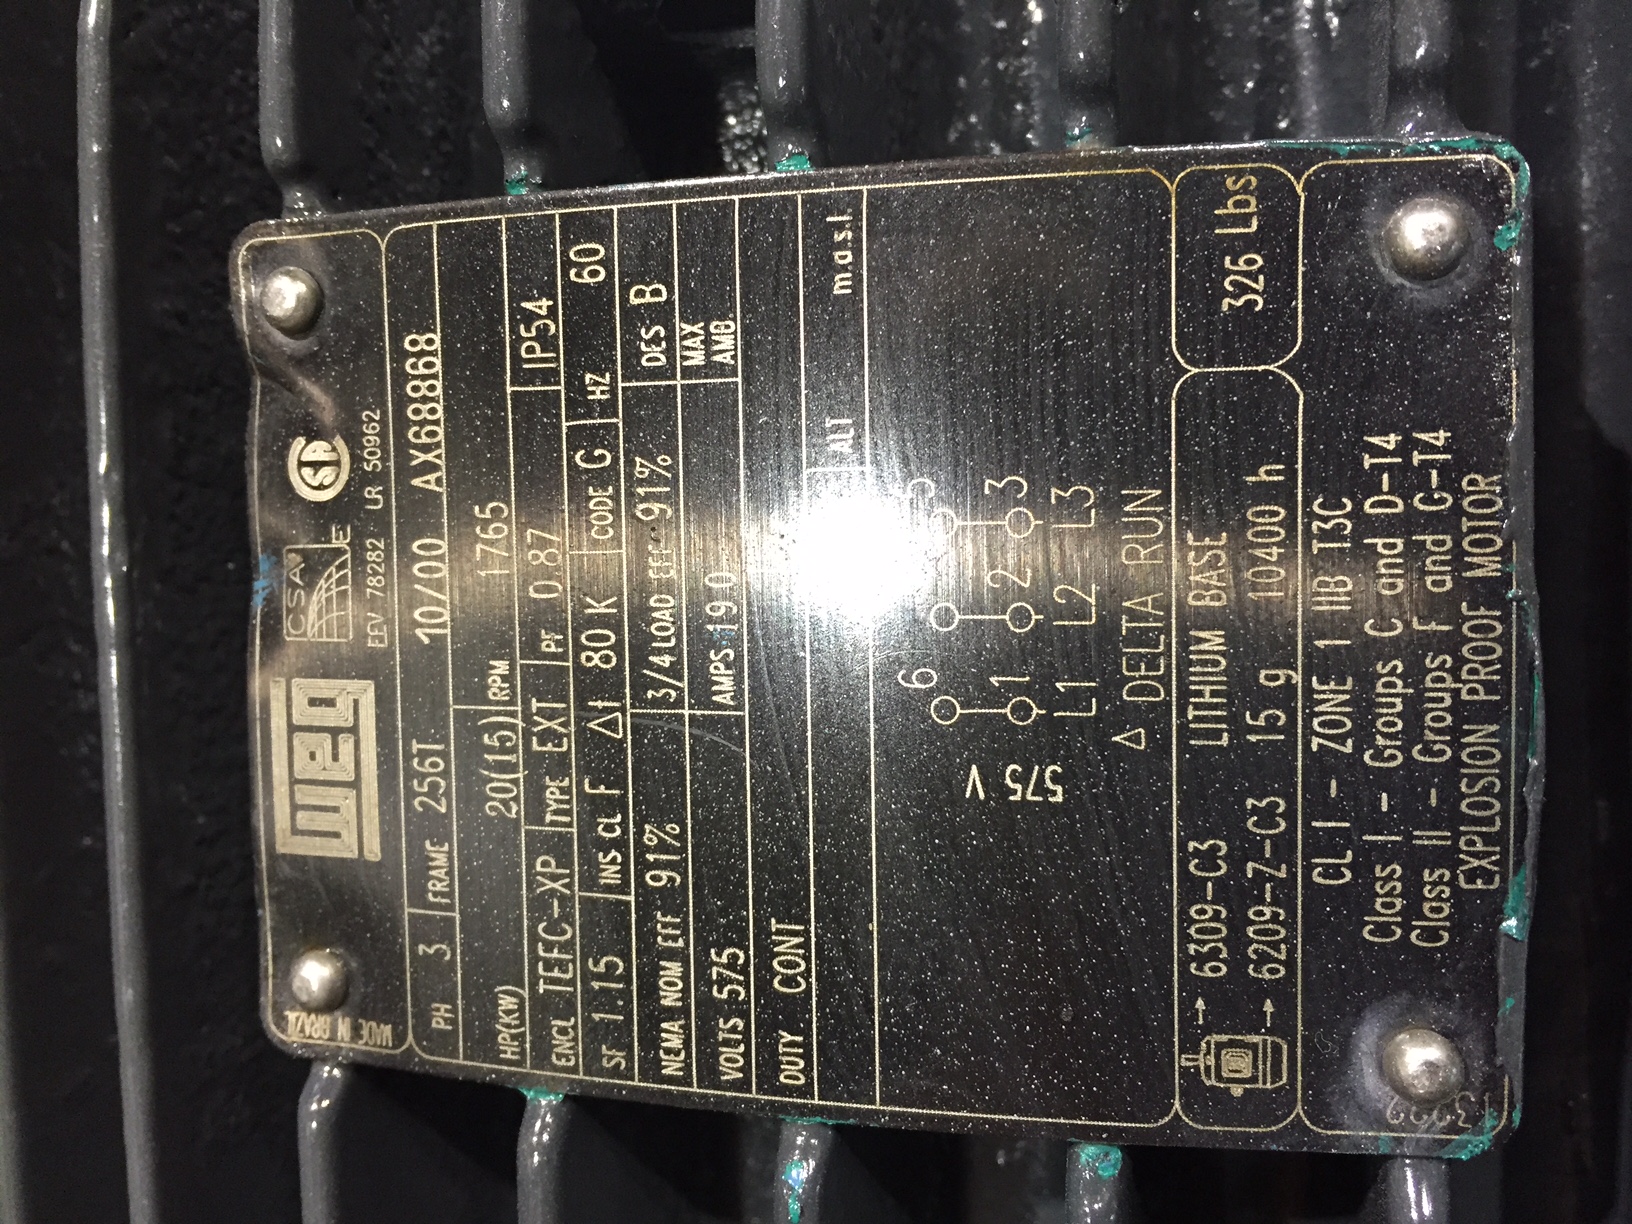 weg CSA E SA
EFV 78282 LR 50962
MADE IN BRAZIL
PH 3 FRAME 256T 10/00 AX68868
HP(KW) 20(15) RPM 1765
ENCL TEFC-XP TYPE EXT PF 0.87 IP54
SF 1.15 INS CL F Δt 80 K CODE G HZ 60
NEMA NOM EFF 91% 3/4 LOAD EFF 91% DES B
VOLTS 575 AMPS 19.0 MAX AMB.
DUTY CONT
ALT m.a.s.l.
6 5
1 2 3
L1 L2 L3
575 V
Δ DELTA RUN
→ 6309-C3 LITHIUM BASE
→ 6209-Z-C3 15 g 10400 h
326 Lbs
CL I - ZONE 1 IIB T3C
Class I - Groups C and D-T4
Class II - Groups F and G-T4
EXPLOSION PROOF MOTOR